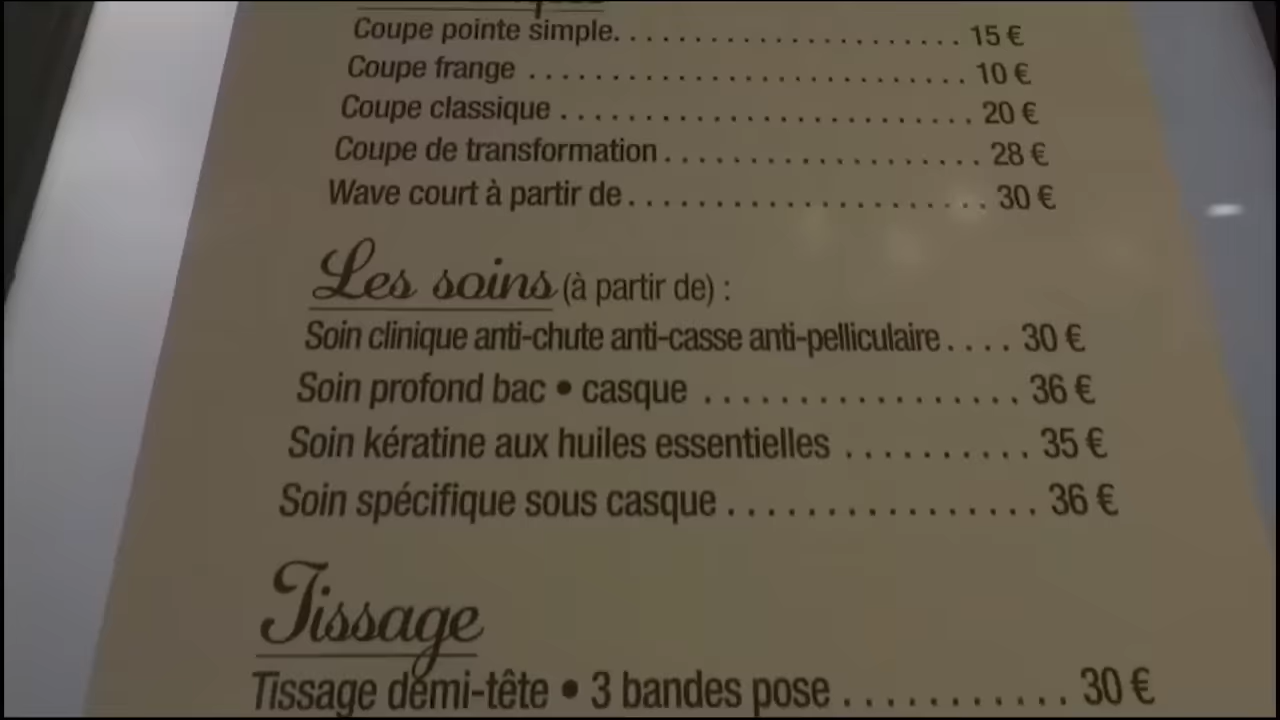 Coupe pointe simple. . . . . . . . . . . . . . . . . . . . . . 15 €
Coupe frange . . . . . . . . . . . . . . . . . . . . . . . . . . . 10 €
Coupe classique . . . . . . . . . . . . . . . . . . . . . . . . . 20 €
Coupe de transformation . . . . . . . . . . . . . . . . . . . 28 €
Wave court à partir de . . . . . . . . . . . . . . . . . . . . . 30 €
Les soins (à partir de) :
Soin clinique anti-chute anti-casse anti-pelliculaire . . . . 30 €
Soin profond bac • casque . . . . . . . . . . . . . . . . . 36 €
Soin kératine aux huiles essentielles . . . . . . . . . . 35 €
Soin spécifique sous casque . . . . . . . . . . . . . . . . 36 €
Tissage
Tissage demi-tête • 3 bandes pose . . . . . . . . . . . 30 €